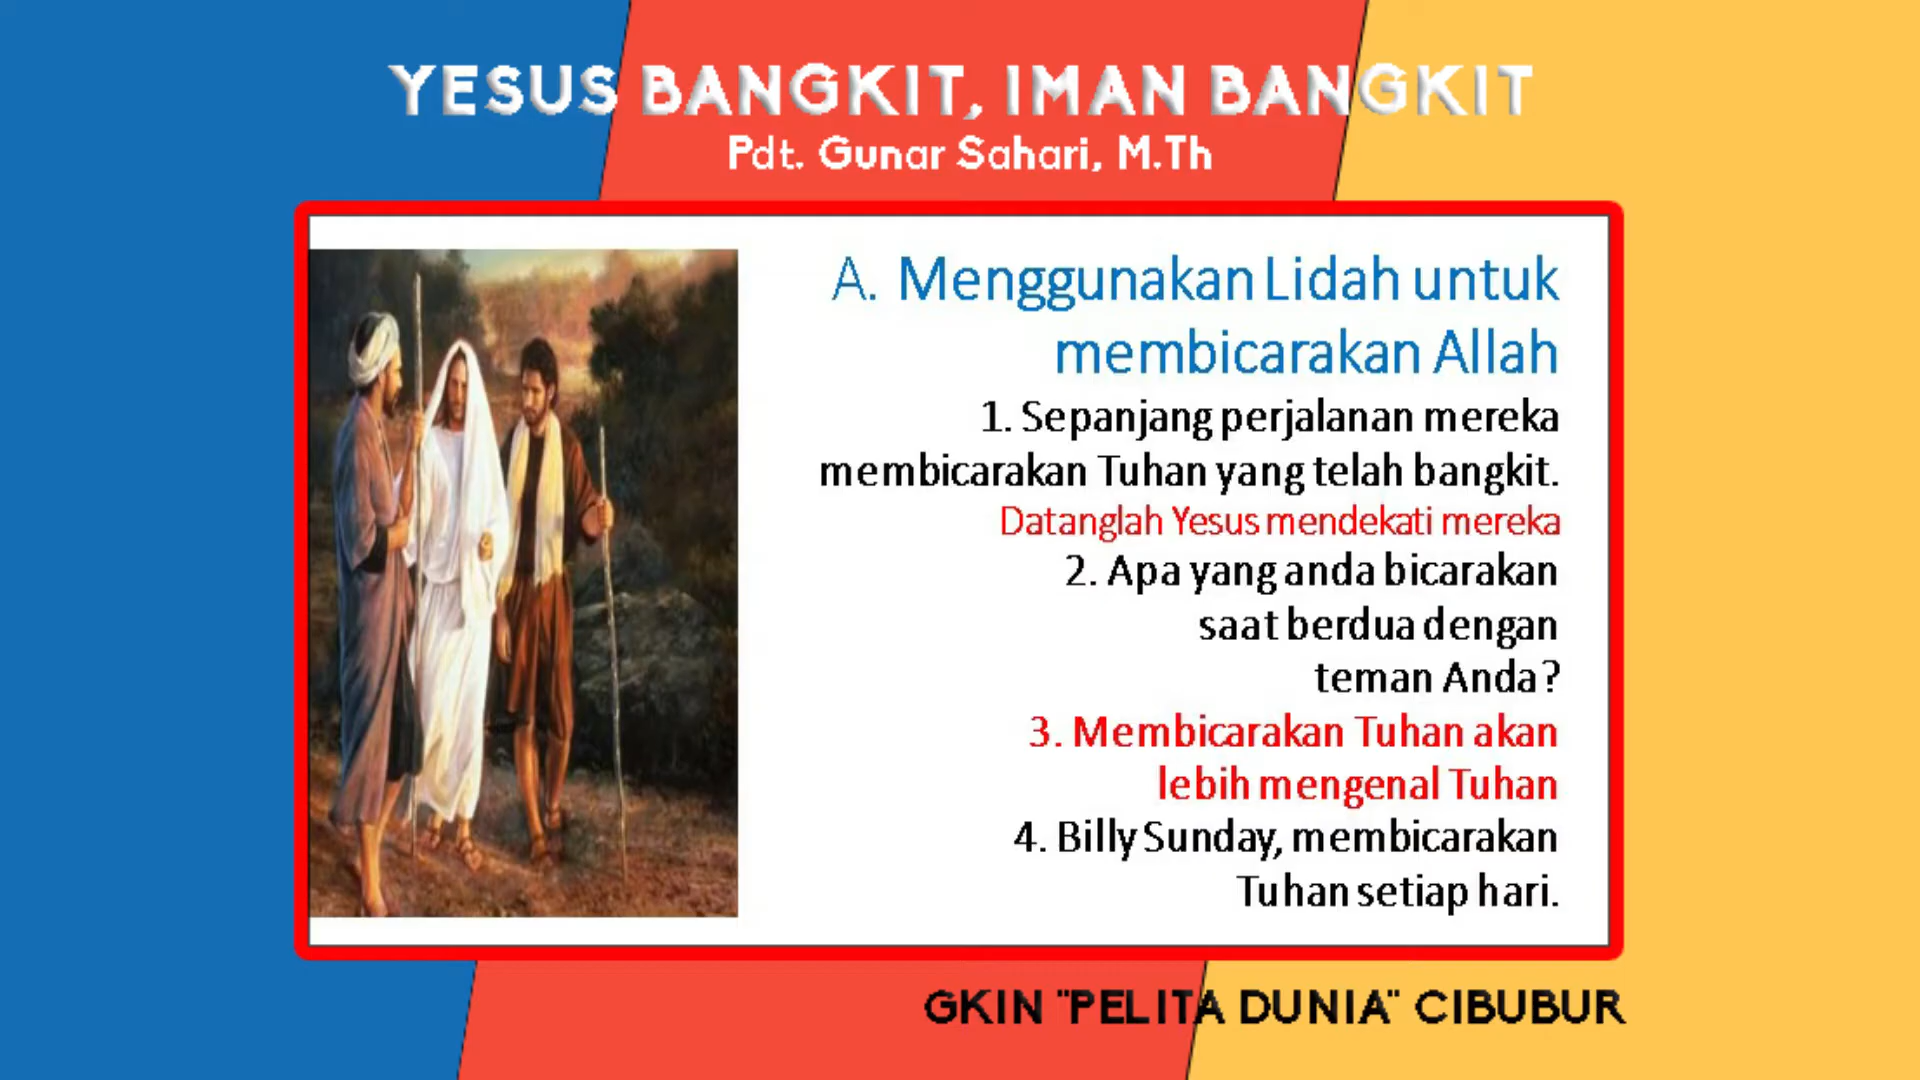 YESUS BANGKIT, IMAN BANGKIT
Pdt. Gunar Sahari, M.Th
A. Menggunakan Lidah untuk
membicarakan Allah
1. Sepanjang perjalanan mereka
membicarakan Tuhan yang telah bangkit.
Datanglah Yesus mendekati mereka
2. Apa yang anda bicarakan
saat berdua dengan
teman Anda?
3. Membicarakan Tuhan akan
lebih mengenal Tuhan
4. Billy Sunday, membicarakan
Tuhan setiap hari.
GKIN "PELITA DUNIA" CIBUBUR